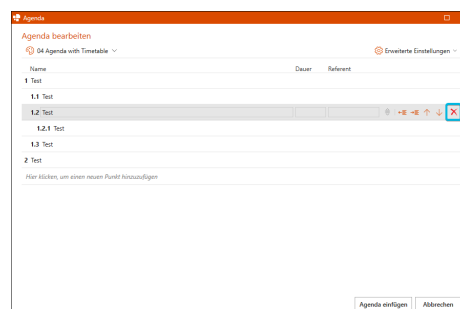 Agenda
Agenda bearbeiten
04 Agenda with Timetable
Erweiterte Einstellungen
Name Dauer Referent
1 Test
1.1 Test
1.2 Test
1.2.1 Test
1.3 Test
2 Test
Hier klicken, um einen neuen Punkt hinzuzufügen
Agenda einfügen Abbrechen